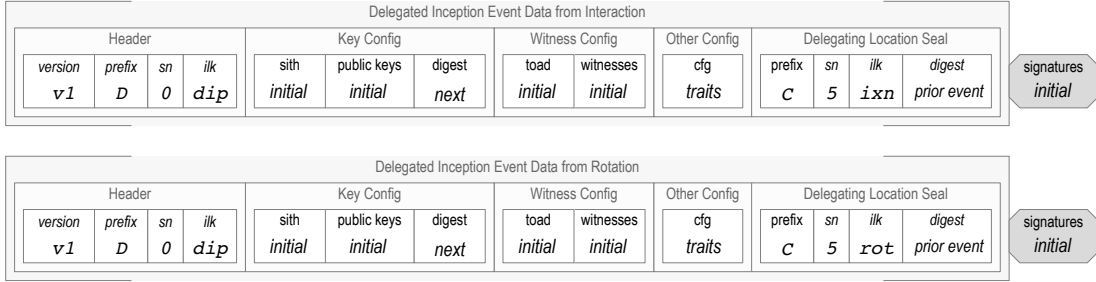 Delegated Inception Event Data from Interaction
Header Key Config Witness Config Other Config Delegating Location Seal
version prefix sn ilk sith public keys digest toad witnesses cfg prefix sn ilk digest signatures
v1 D 0 dip initial initial next initial initial traits C 5 ixn prior event initial
Delegated Inception Event Data from Rotation
Header Key Config Witness Config Other Config Delegating Location Seal
version prefix sn ilk sith public keys digest toad witnesses cfg prefix sn ilk digest signatures
v1 D 0 dip initial initial next initial initial traits C 5 rot prior event initial